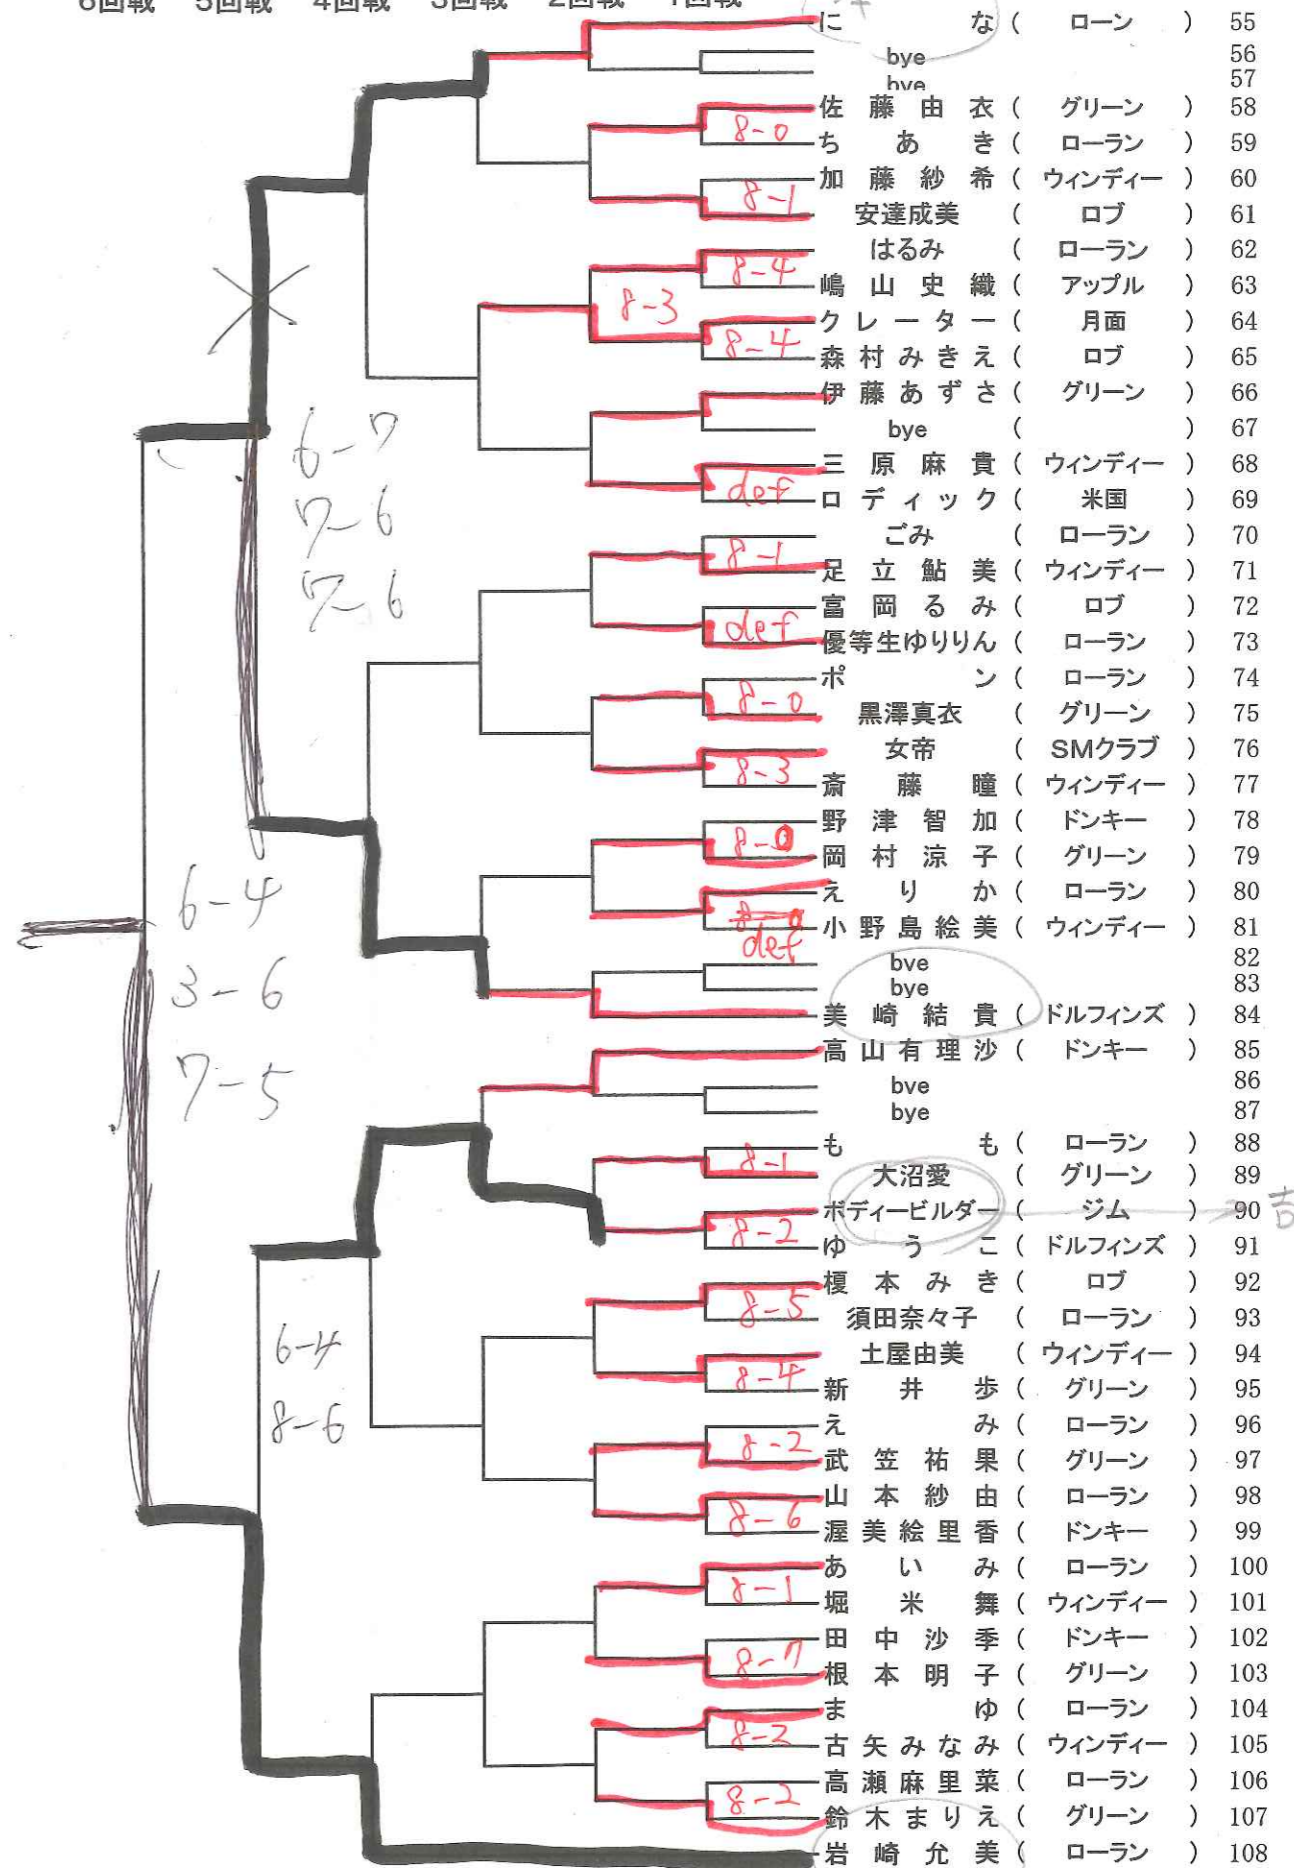 6回戦 5回戦 4回戦 3回戦 2回戦 1回戦
にな ( ローン ) 55
bye 56
bye 57
佐藤由衣 ( グリーン ) 58
8-0
ちあき ( ローラン ) 59
加藤紗希 ( ウィンディー ) 60
8-1
安達成美 ( ロブ ) 61
はるみ ( ローラン ) 62
8-4
嶋山史織 ( アップル ) 63
8-3
クレーター ( 月面 ) 64
8-4
森村みきえ ( ロブ ) 65
伊藤あずさ ( グリーン ) 66
bye ( ) 67
6-7
7-6
7-6
三原麻貴 ( ウィンディー ) 68
def
ロディック ( 米国 ) 69
ごみ ( ローラン ) 70
8-1
足立鮎美 ( ウィンディー ) 71
富岡るみ ( ロブ ) 72
def
優等生ゆりりん ( ローラン ) 73
ポン ( ローラン ) 74
8-0
黒澤真衣 ( グリーン ) 75
女帝 ( SMクラブ ) 76
8-3
斎藤瞳 ( ウィンディー ) 77
野津智加 ( ドンキー ) 78
8-0
岡村涼子 ( グリーン ) 79
えりか ( ローラン ) 80
def
小野島絵美 ( ウィンディー ) 81
6-4
3-6
7-5
bye 82
bye 83
美崎結貴 ( ドルフィンズ ) 84
高山有理沙 ( ドンキー ) 85
bye 86
bye 87
もも ( ローラン ) 88
8-1
大沼愛 ( グリーン ) 89
ボディービルダー ( ジム ) 90
8-2
ゆうこ ( ドルフィンズ ) 91
榎本みき ( ロブ ) 92
8-5
須田奈々子 ( ローラン ) 93
6-4
8-6
土屋由美 ( ウィンディー ) 94
8-4
新井歩 ( グリーン ) 95
えみ ( ローラン ) 96
8-2
武笠祐果 ( グリーン ) 97
山本紗由 ( ローラン ) 98
8-6
渥美絵里香 ( ドンキー ) 99
あいみ ( ローラン ) 100
8-1
堀米舞 ( ウィンディー ) 101
田中沙季 ( ドンキー ) 102
8-7
根本明子 ( グリーン ) 103
まゆ ( ローラン ) 104
8-2
古矢みなみ ( ウィンディー ) 105
高瀬麻里菜 ( ローラン ) 106
8-2
鈴木まりえ ( グリーン ) 107
岩崎允美 ( ローラン ) 108